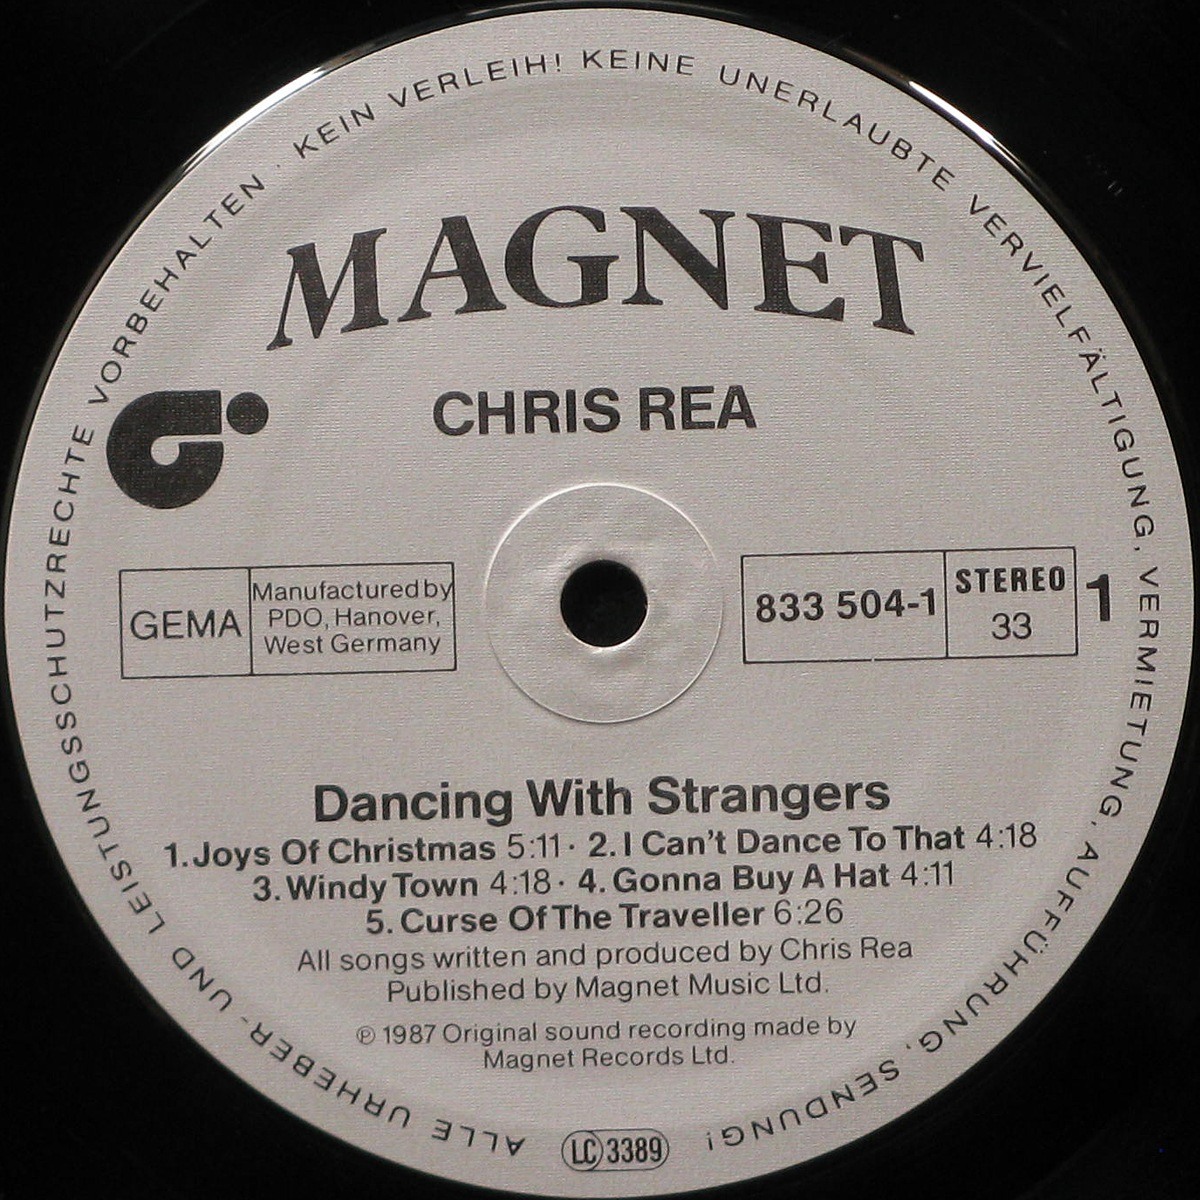 ALLE URHEBER- UND LEISTUNGSSCHUTZRECHTE VORBEHALTEN · KEIN VERLEIH! KEINE UNERLAUBTE VERVIELFÄLTIGUNG, VERMIETUNG, AUFFÜHRUNG, SENDUNG!
MAGNET
CHRIS REA
GEMA
Manufactured by
PDO, Hanover,
West Germany
833 504-1
STEREO
33
1
Dancing With Strangers
1. Joys Of Christmas 5:11 · 2. I Can't Dance To That 4:18
3. Windy Town 4:18 · 4. Gonna Buy A Hat 4:11
5. Curse Of The Traveller 6:26
All songs written and produced by Chris Rea
Published by Magnet Music Ltd.
℗ 1987 Original sound recording made by
Magnet Records Ltd.
LC 3389